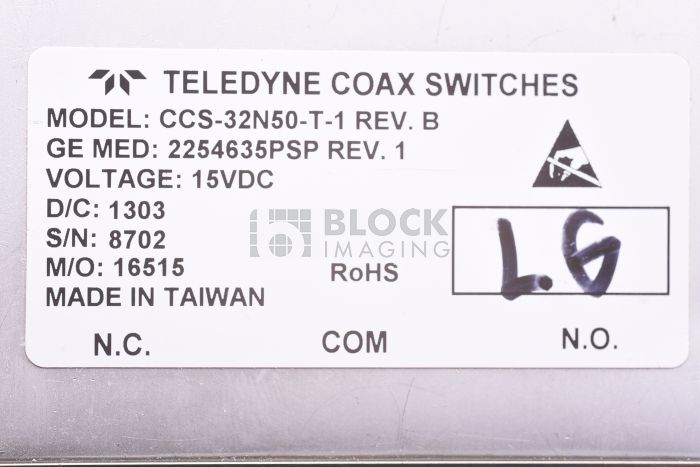 TELEDYNE COAX SWITCHES
MODEL: CCS-32N50-T-1 REV. B
GE MED: 2254635PSP REV. 1
VOLTAGE: 15VDC
D/C: 1303
S/N: 8702
M/O: 16515
MADE IN TAIWAN
BLOCK
IMAGING
RoHS
L.G
N.C.
COM
N.O.